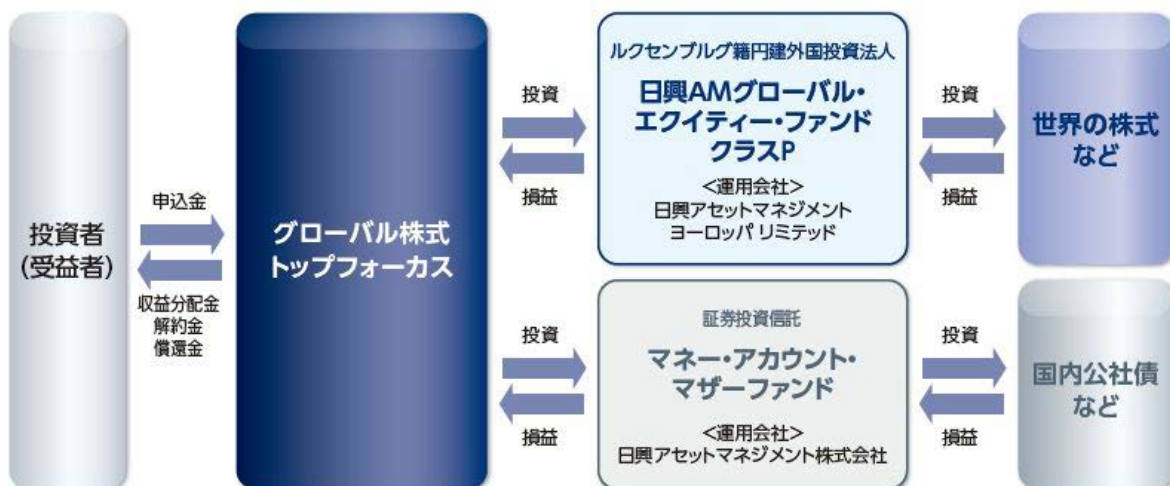 投資者
(受益者)
申込金
収益分配金
解約金
償還金
グローバル株式
トップフォーカス
投資
損益
ルクセンブルグ籍円建外国投資法人
日興AMグローバル・
エクイティー・ファンド
クラスP
<運用会社>
日興アセットマネジメント
ヨーロッパ リミテッド
投資
損益
世界の株式
など
投資
損益
証券投資信託
マネー・アカウント・
マザーファンド
<運用会社>
日興アセットマネジメント株式会社
投資
損益
国内公社債
など